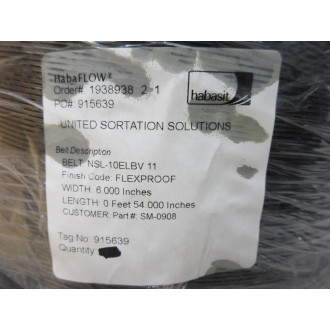 HabaFLOW®
habasit
Order#: 1938938 2-1
PO#: 915639
UNITED SORTATION SOLUTIONS
Belt Description
BELT: NSL-10ELBV 11
Finish Code: FLEXPROOF
WIDTH: 6.000 Inches
LENGTH: 0 Feet 54.000 Inches
CUSTOMER: Part #: SM-0908
Tag No: 915639
Quantity